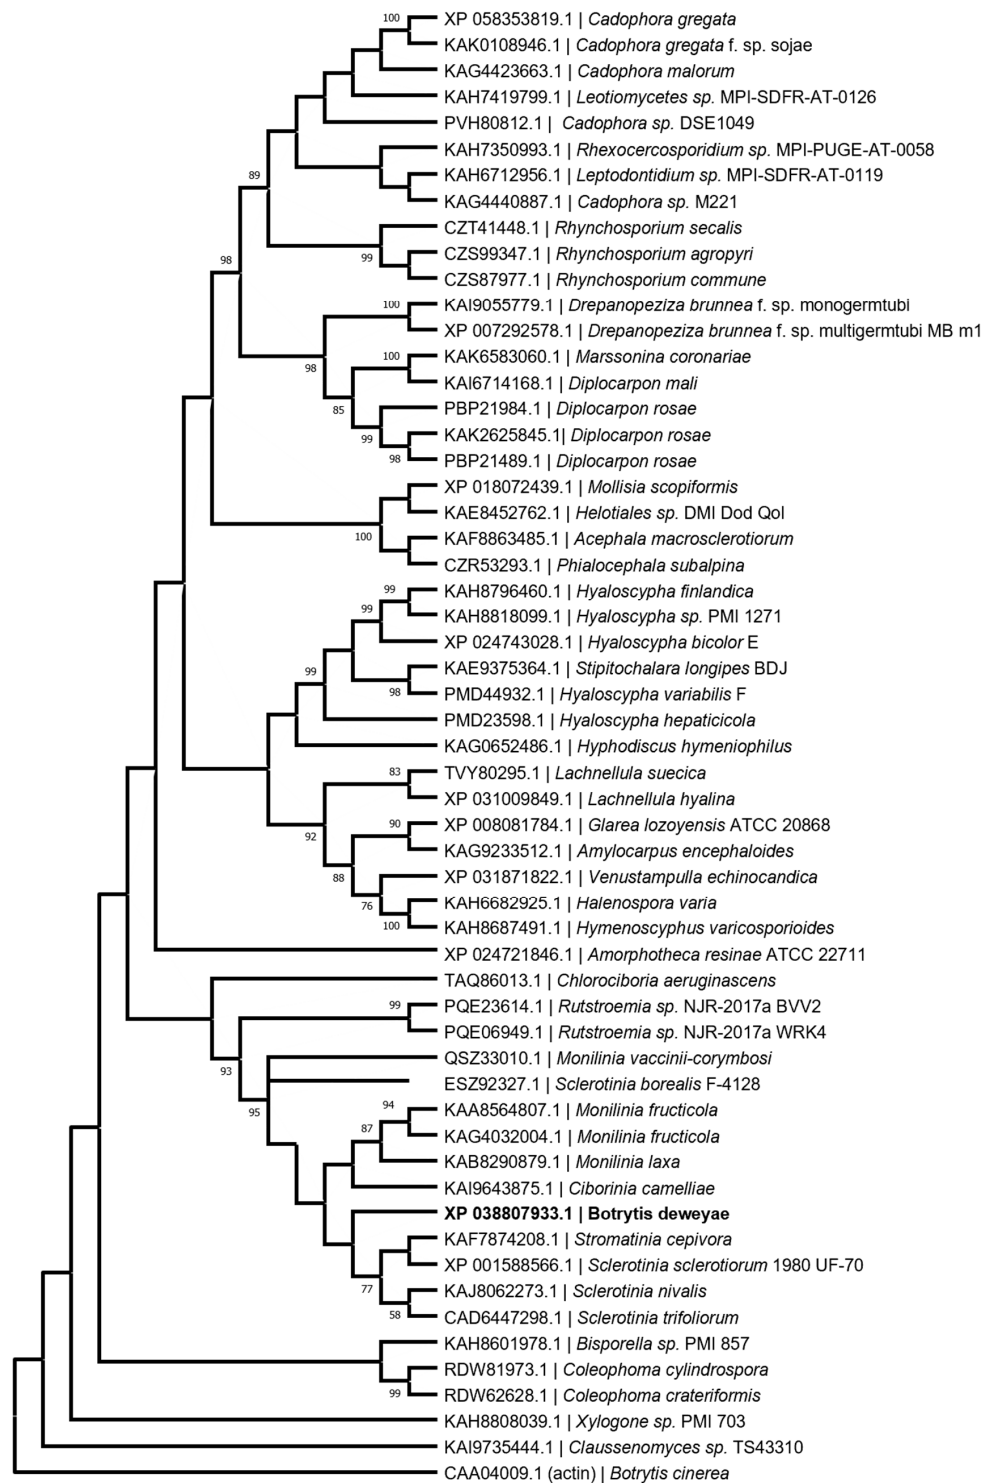 100
XP 058353819.1 | Cadophora gregata
KAK0108946.1 | Cadophora gregata f. sp. sojae
KAG4423663.1 | Cadophora malorum
KAH7419799.1 | Leotiomycetes sp. MPI-SDFR-AT-0126
PVH80812.1 | Cadophora sp. DSE1049
KAH7350993.1 | Rhexocercosporidium sp. MPI-PUGE-AT-0058
89
KAH6712956.1 | Leptodontidium sp. MPI-SDFR-AT-0119
KAG4440887.1 | Cadophora sp. M221
CZT41448.1 | Rhynchosporium secalis
98
99
CZS99347.1 | Rhynchosporium agropyri
CZS87977.1 | Rhynchosporium commune
100
KAI9055779.1 | Drepanopeziza brunnea f. sp. monogermtubi
XP 007292578.1 | Drepanopeziza brunnea f. sp. multigermtubi MB m1
98
100
KAK6583060.1 | Marssonina coronariae
KAI6714168.1 | Diplocarpon mali
85
PBP21984.1 | Diplocarpon rosae
99
KAK2625845.1| Diplocarpon rosae
98
PBP21489.1 | Diplocarpon rosae
XP 018072439.1 | Mollisia scopiformis
KAE8452762.1 | Helotiales sp. DMI Dod Qol
100
KAF8863485.1 | Acephala macrosclerotiorum
CZR53293.1 | Phialocephala subalpina
99
KAH8796460.1 | Hyaloscypha finlandica
99
KAH8818099.1 | Hyaloscypha sp. PMI 1271
XP 024743028.1 | Hyaloscypha bicolor E
99
KAE9375364.1 | Stipitochalara longipes BDJ
98
PMD44932.1 | Hyaloscypha variabilis F
PMD23598.1 | Hyaloscypha hepaticicola
KAG0652486.1 | Hyphodiscus hymeniophilus
83
TVY80295.1 | Lachnellula suecica
XP 031009849.1 | Lachnellula hyalina
92
90
XP 008081784.1 | Glarea lozoyensis ATCC 20868
KAG9233512.1 | Amylocarpus encephaloides
88
XP 031871822.1 | Venustampulla echinocandica
76
KAH6682925.1 | Halenospora varia
100
KAH8687491.1 | Hymenoscyphus varicosporioides
XP 024721846.1 | Amorphotheca resinae ATCC 22711
TAQ86013.1 | Chlorociboria aeruginascens
99
PQE23614.1 | Rutstroemia sp. NJR-2017a BVV2
PQE06949.1 | Rutstroemia sp. NJR-2017a WRK4
93
QSZ33010.1 | Monilinia vaccinii-corymbosi
ESZ92327.1 | Sclerotinia borealis F-4128
95
94
KAA8564807.1 | Monilinia fructicola
87
KAG4032004.1 | Monilinia fructicola
KAB8290879.1 | Monilinia laxa
KAI9643875.1 | Ciborinia camelliae
XP 038807933.1 | Botrytis deweyae
KAF7874208.1 | Stromatinia cepivora
XP 001588566.1 | Sclerotinia sclerotiorum 1980 UF-70
77
KAJ8062273.1 | Sclerotinia nivalis
58
CAD6447298.1 | Sclerotinia trifoliorum
KAH8601978.1 | Bisporella sp. PMI 857
RDW81973.1 | Coleophoma cylindrospora
99
RDW62628.1 | Coleophoma crateriformis
KAH8808039.1 | Xylogone sp. PMI 703
KAI9735444.1 | Claussenomyces sp. TS43310
CAA04009.1 (actin) | Botrytis cinerea